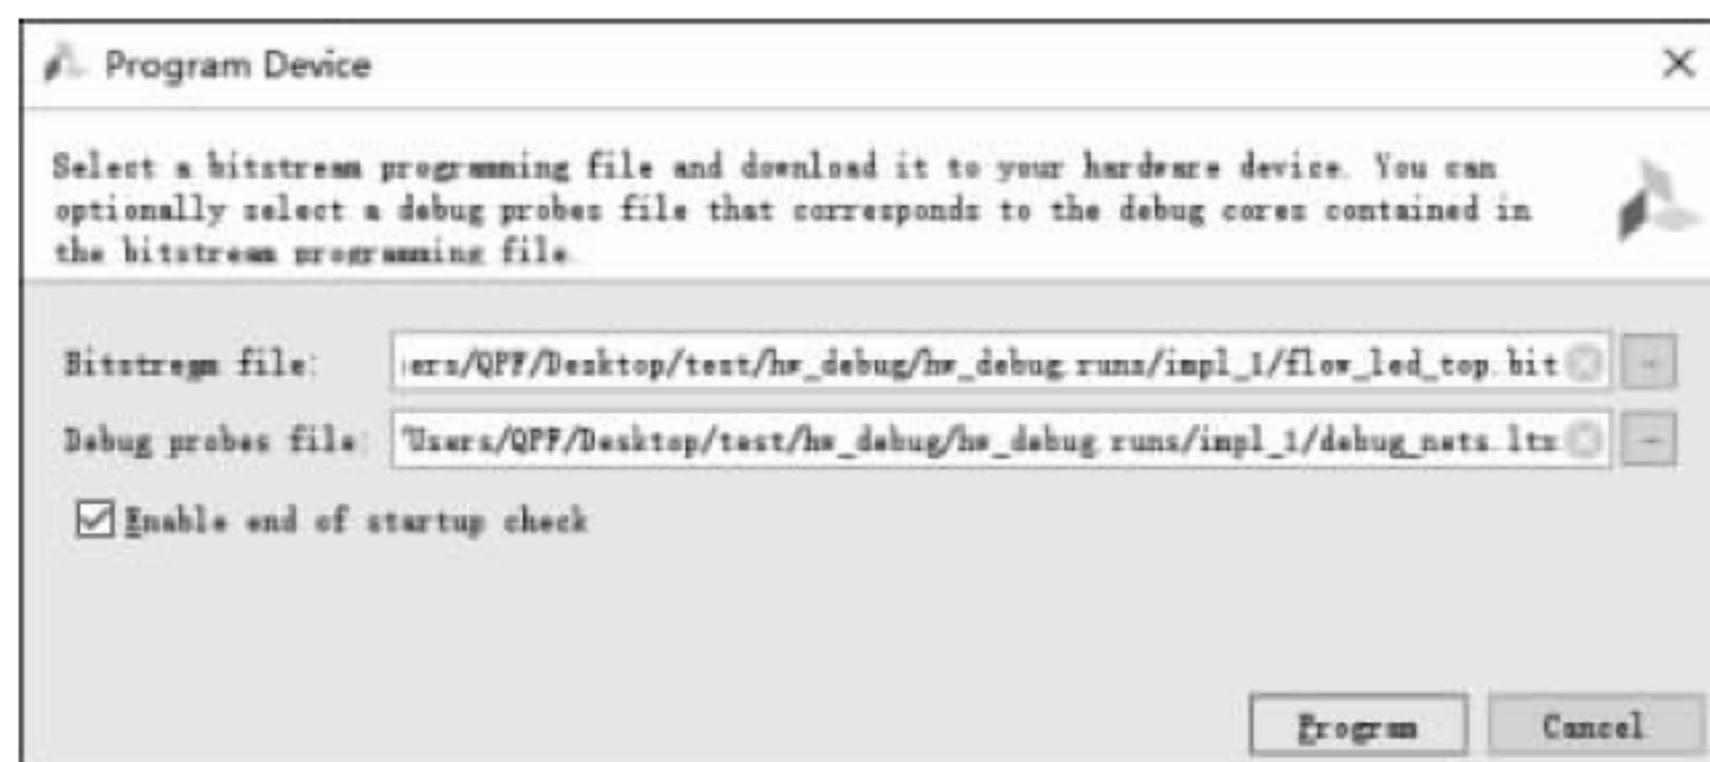 Program Device
Select a bitstream programming file and download it to your hardware device. You can
optionally select a debug probes file that corresponds to the debug cores contained in
the bitstream programming file.
Bitstream file: ers/QPF/Desktop/test/hw_debug/hw_debug.runs/impl_1/flow_led_top.bit
Debug probes file: Users/QPF/Desktop/test/hw_debug/hw_debug.runs/impl_1/debug_nets.ltx
Enable end of startup check
Program Cancel